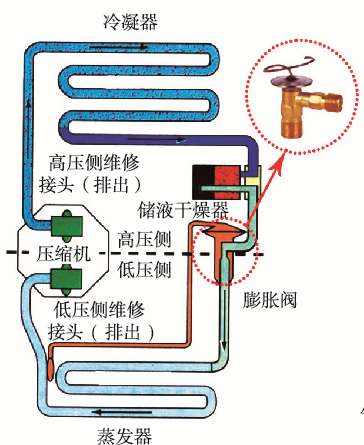 冷凝器
高压侧维修
接头（排出）
储液干燥器
压缩机
高压侧
低压侧
低压侧维修
接头（排出）
膨胀阀
蒸发器